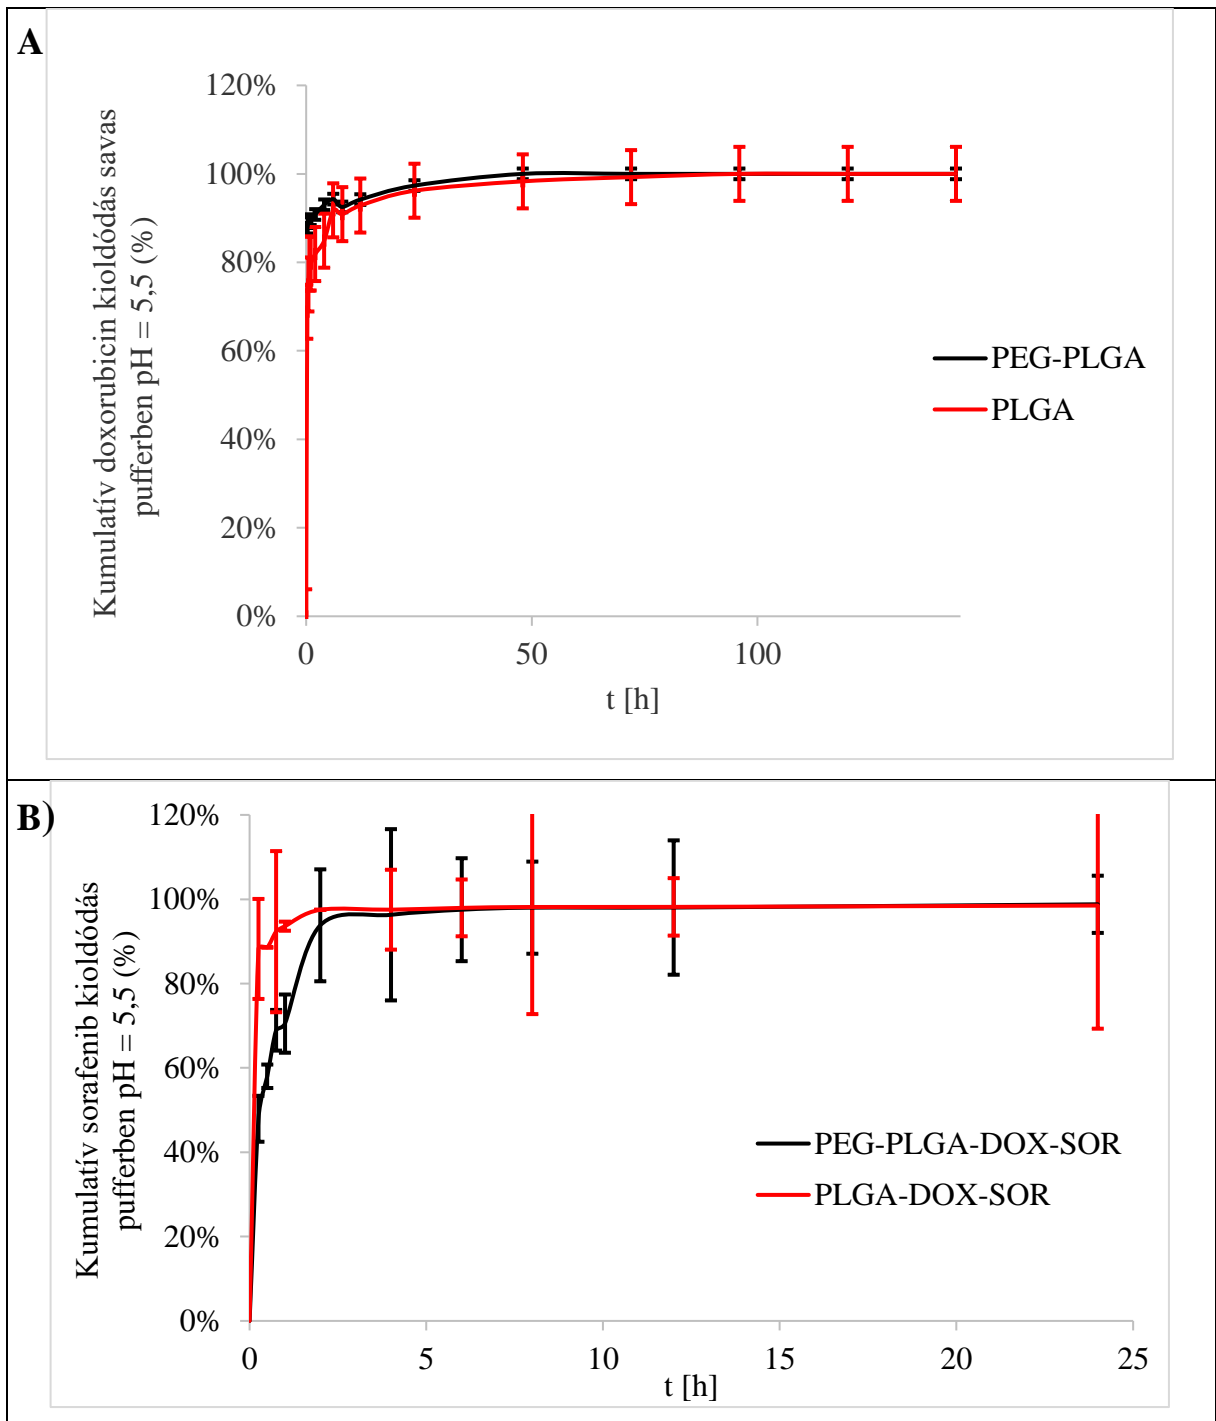 A
Kumulatív doxorubicin kioldódás savas
pufferben pH = 5,5 (%)
120%
100%
80%
60%
40%
20%
0%
0
50
100
t [h]
PEG-PLGA
PLGA
B)
Kumulatív sorafenib kioldódás
pufferben pH = 5,5 (%)
120%
100%
80%
60%
40%
20%
0%
0
5
10
15
20
25
t [h]
PEG-PLGA-DOX-SOR
PLGA-DOX-SOR